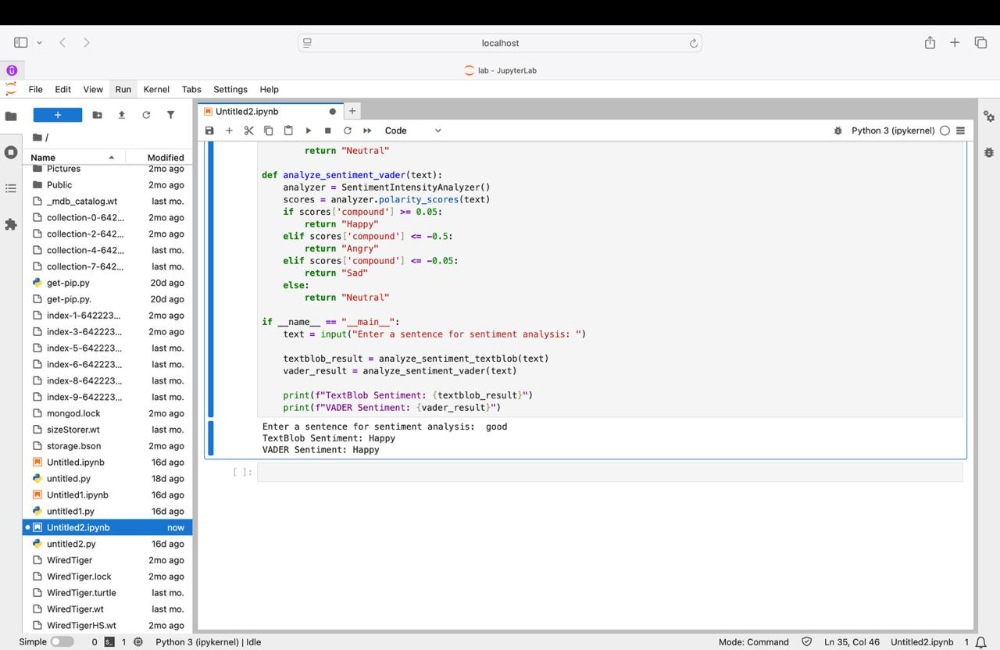 localhost
lab - JupyterLab
File Edit View Run Kernel Tabs Settings Help
Untitled2.ipynb
Code
Python 3 (ipykernel)
/
Name Modified
Pictures 2mo ago
Public 2mo ago
_mdb_catalog.wt last mo.
collection-0-642... 2mo ago
collection-2-642... 2mo ago
collection-4-642... last mo.
collection-7-642... last mo.
get-pip.py 20d ago
get-pip.py. 20d ago
index-1-642223... 2mo ago
index-3-642223... 2mo ago
index-5-642223... last mo.
index-6-642223... last mo.
index-8-642223... last mo.
index-9-642223... last mo.
mongod.lock 2mo ago
sizeStorer.wt last mo.
storage.bson 2mo ago
Untitled.ipynb 16d ago
untitled.py 18d ago
Untitled1.ipynb 16d ago
untitled1.py 16d ago
Untitled2.ipynb now
untitled2.py 16d ago
WiredTiger 2mo ago
WiredTiger.lock 2mo ago
WiredTiger.turtle last mo.
WiredTiger.wt last mo.
WiredTigerHS.wt 2mo ago
return "Neutral"
def analyze_sentiment_vader(text):
analyzer = SentimentIntensityAnalyzer()
scores = analyzer.polarity_scores(text)
if scores['compound'] >= 0.05:
return "Happy"
elif scores['compound'] <= -0.5:
return "Angry"
elif scores['compound'] <= -0.05:
return "Sad"
else:
return "Neutral"
if __name__ == "__main__":
text = input("Enter a sentence for sentiment analysis: ")
textblob_result = analyze_sentiment_textblob(text)
vader_result = analyze_sentiment_vader(text)
print(f"TextBlob Sentiment: {textblob_result}")
print(f"VADER Sentiment: {vader_result}")
Enter a sentence for sentiment analysis:  good
TextBlob Sentiment: Happy
VADER Sentiment: Happy
[ ]:
Simple 0 $_ 1 Python 3 (ipykernel) | Idle Mode: Command Ln 35, Col 46 Untitled2.ipynb 1